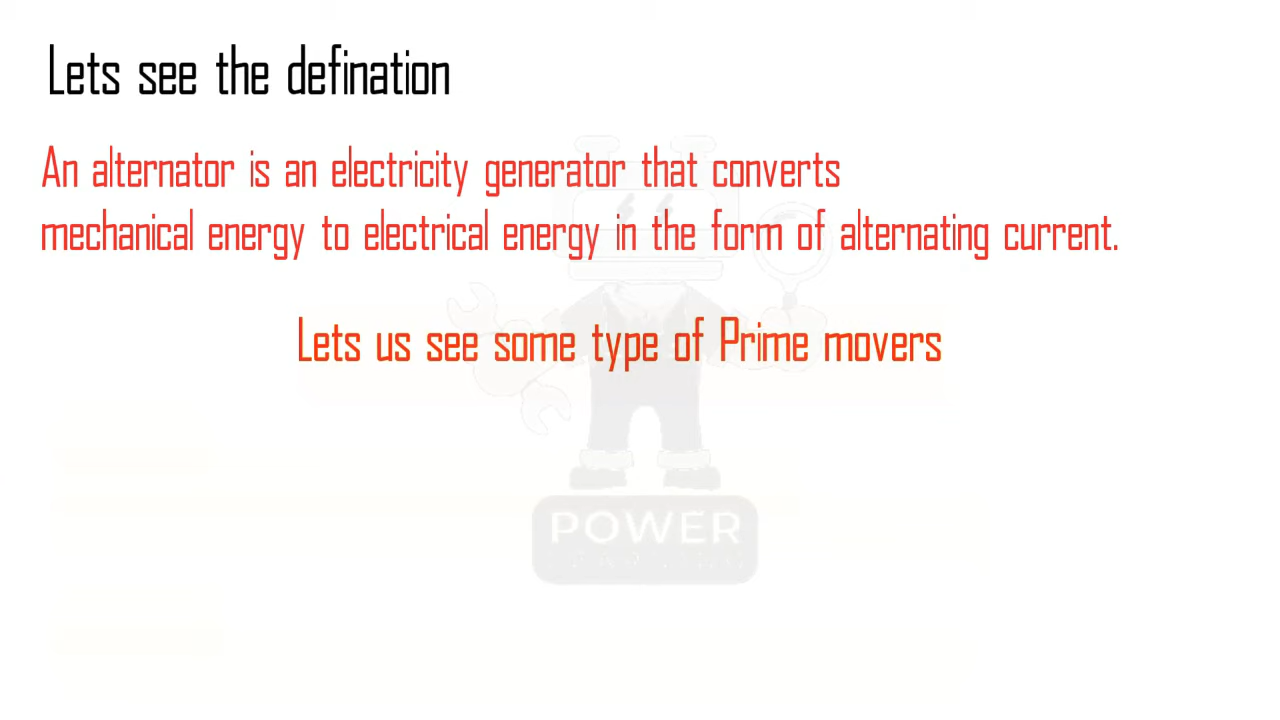 Lets see the defination
An alternator is an electricity generator that converts
mechanical energy to electrical energy in the form of alternating current.
Lets us see some type of Prime movers
POWER